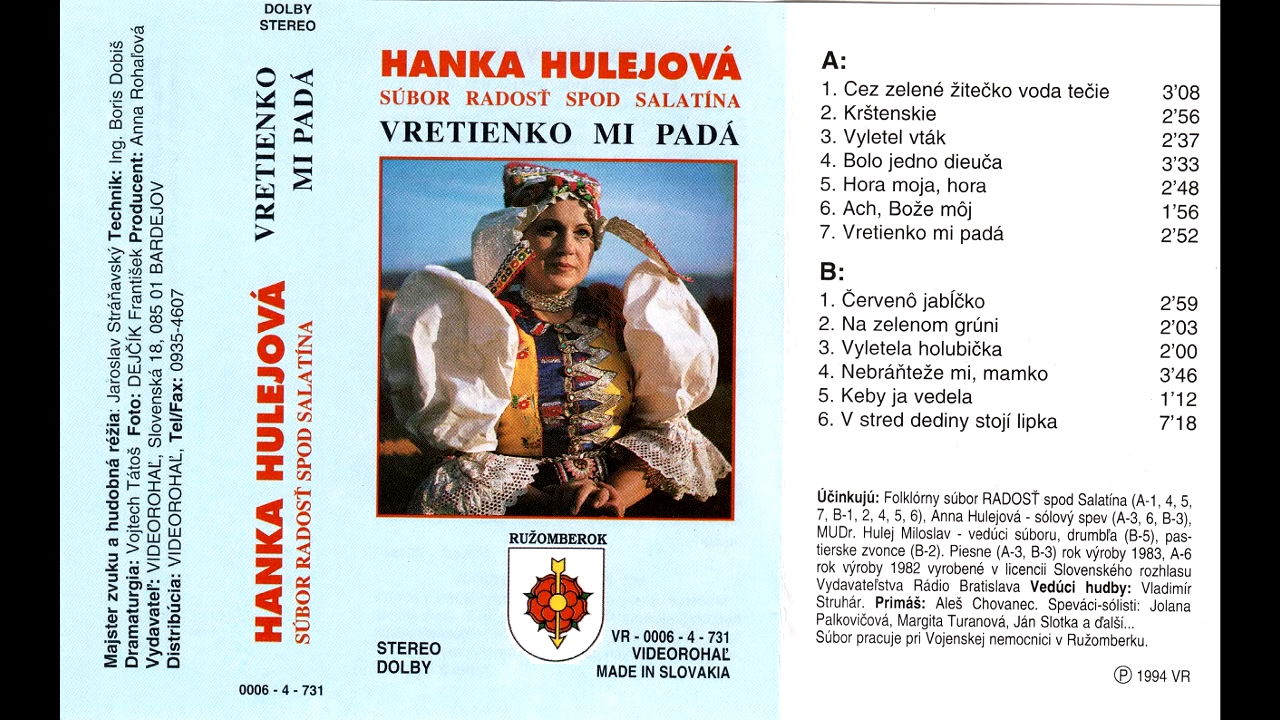 Majster zvuku a hudobná réžia: Jaroslav Stráňavský Technik: Ing. Boris Dobiš
Dramaturgia: Vojtech Tátoš Foto: DEJČÍK František Producent: Anna Rohaľová
Vydavateľ: VIDEOROHAĽ, Slovenská 18, 085 01 BARDEJOV
Distribúcia: VIDEOROHAĽ, Tel/Fax: 0935-4607
DOLBY
STEREO
VRETIENKO
MI PADÁ
HANKA HULEJOVÁ
SÚBOR RADOSŤ SPOD SALATÍNA
0006 - 4 - 731
HANKA HULEJOVÁ
SÚBOR RADOSŤ SPOD SALATÍNA
VRETIENKO MI PADÁ
RUŽOMBEROK
STEREO
DOLBY
VR - 0006 - 4 - 731
VIDEOROHAĽ
MADE IN SLOVAKIA
A:
1. Cez zelené žitečko voda tečie 3'08
2. Krštenskie 2'56
3. Vyletel vták 2'37
4. Bolo jedno dieuča 3'33
5. Hora moja, hora 2'48
6. Ach, Bože môj 1'56
7. Vretienko mi padá 2'52
B:
1. Červenô jabĺčko 2'59
2. Na zelenom grúni 2'03
3. Vyletela holubička 2'00
4. Nebráňteže mi, mamko 3'46
5. Keby ja vedela 1'12
6. V stred dediny stojí lipka 7'18
Účinkujú: Folklórny súbor RADOSŤ spod Salatína (A-1, 4, 5,
7, B-1, 2, 4, 5, 6), Anna Hulejová - sólový spev (A-3, 6, B-3),
MUDr. Hulej Miloslav - vedúci súboru, drumbľa (B-5), pas-
tierske zvonce (B-2). Piesne (A-3, B-3) rok výroby 1983, A-6
rok výroby 1982 vyrobené v licencii Slovenského rozhlasu
Vydavateľstva Rádio Bratislava Vedúci hudby: Vladimír
Struhár. Primáš: Aleš Chovanec. Speváci-sólisti: Jolana
Palkovičová, Margita Turanová, Ján Slotka a ďalší...
Súbor pracuje pri Vojenskej nemocnici v Ružomberku.
Ⓟ 1994 VR